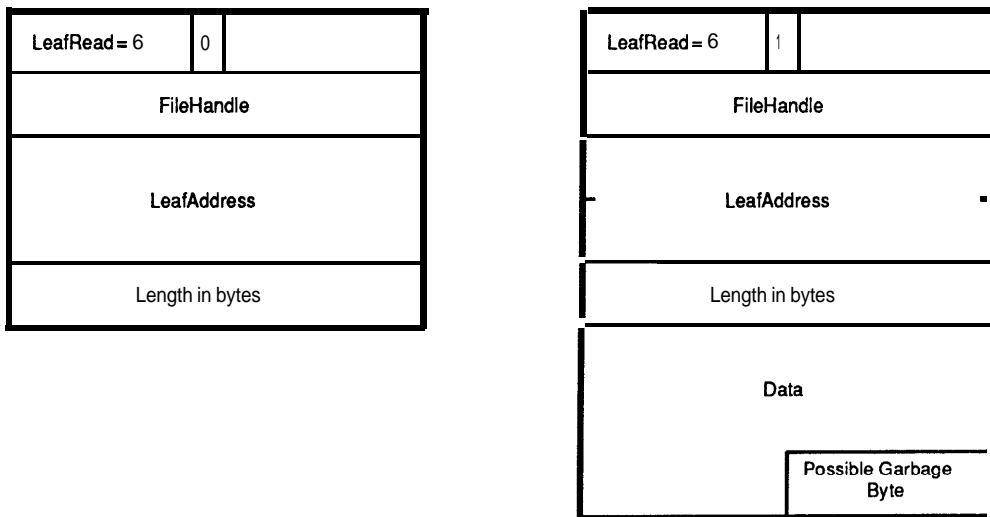 LeafRead = 6
0
FileHandle
LeafAddress
Length in bytes
LeafRead = 6
1
FileHandle
LeafAddress
Length in bytes
Data
Possible Garbage
Byte